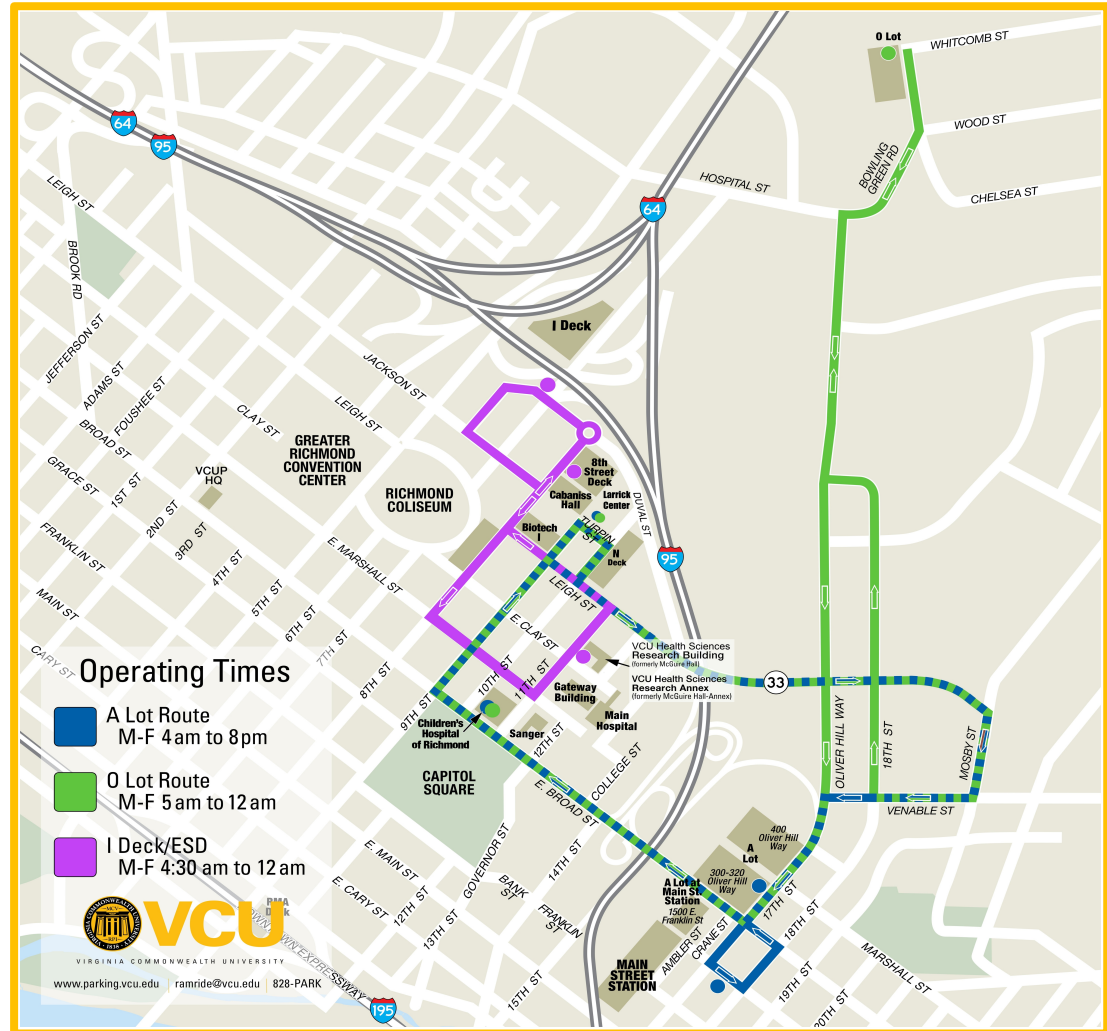 O Lot
WHITCOMB ST
WOOD ST
CHELSEA ST
BOWLING
GREEN RD
HOSPITAL ST
64
95
64
LEIGH ST
BROOK RD
I Deck
JEFFERSON ST
ADAMS ST
FOUSHEE ST
JACKSON ST
LEIGH ST
CLAY ST
BROAD ST
GRACE ST
1ST ST
2ND ST
3RD ST
4TH ST
5TH ST
6TH ST
7TH ST
8TH ST
9TH ST
10TH ST
11TH ST
12TH ST
VCUP
HQ
GREATER
RICHMOND
CONVENTION
CENTER
RICHMOND
COLISEUM
8th
Street
Deck
Cabaniss
Hall
Larrick
Center
TURPIN
ST
Biotech
I
N
Deck
DUVAL ST
95
FRANKLIN ST
MAIN ST
CARY ST
E. MARSHALL ST
LEIGH ST
E. CLAY ST
VCU Health Sciences
Research Building
(formerly McGuire Hall)
VCU Health Sciences
Research Annex
(formerly McGuire Hall-Annex)
33
Gateway
Building
Main
Hospital
Children's
Hospital
of Richmond
Sanger
CAPITOL
SQUARE
COLLEGE ST
E. BROAD ST
OLIVER HILL WAY
18TH ST
MOSBY ST
VENABLE ST
Operating Times
A Lot Route
M-F 4am to 8pm
O Lot Route
M-F 5am to 12am
I Deck/ESD
M-F 4:30 am to 12am
E. MAIN ST
E. CARY ST
12TH ST
13TH ST
GOVERNOR ST
BANK
ST
14TH ST
FRANKLIN
ST
15TH ST
400
Oliver Hill
Way
A
Lot
300-320
Oliver Hill
Way
A Lot at
Main St.
Station
1500 E.
Franklin St
AMBLER ST
CRANE ST
17TH ST
18TH ST
19TH ST
20TH ST
MARSHALL ST
MAIN
STREET
STATION
RMA
Deck
DOWNTOWN EXPRESSWAY
VIRGINIA COMMONWEALTH UNIVERSITY
MCV
RPI
1838
VCU
VIRGINIA COMMONWEALTH UNIVERSITY
www.parking.vcu.edu | ramride@vcu.edu | 828-PARK
195